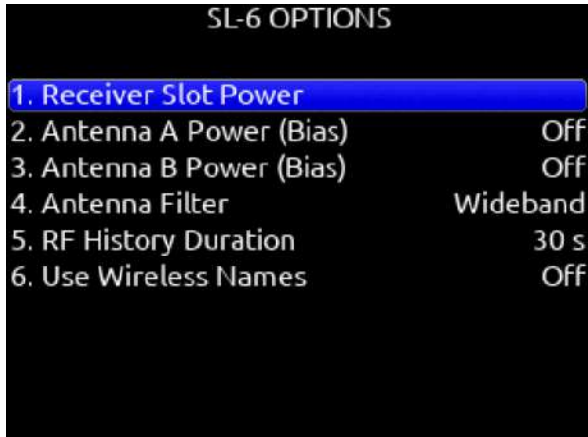 SL-6 OPTIONS
1. Receiver Slot Power
2. Antenna A Power (Bias) Off
3. Antenna B Power (Bias) Off
4. Antenna Filter Wideband
5. RF History Duration 30 s
6. Use Wireless Names Off